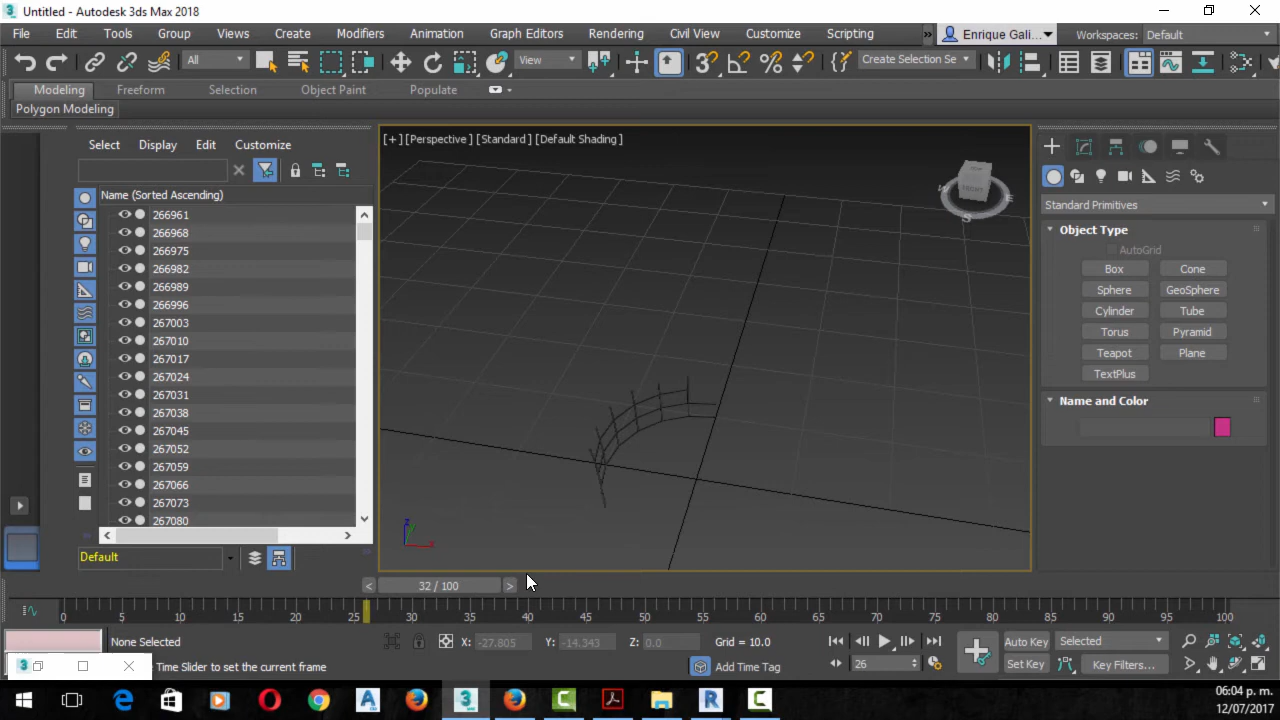 Untitled - Autodesk 3ds Max 2018
File Edit Tools Group Views Create Modifiers Animation Graph Editors Rendering Civil View Customize Scripting » Enrique Gali... Workspaces: Default
All View Create Selection Se
Modeling Freeform Selection Object Paint Populate
Polygon Modeling
Select Display Edit Customize
[+] [Perspective ] [Standard ] [Default Shading ]
Name (Sorted Ascending)
266961
266968
266975
266982
266989
266996
267003
267010
267017
267024
267031
267038
267045
267052
267059
267066
267073
267080
Default
Standard Primitives
Object Type
AutoGrid
Box Cone
Sphere GeoSphere
Cylinder Tube
Torus Pyramid
Teapot Plane
TextPlus
Name and Color
< 32 / 100 >
0 5 10 15 20 25 30 35 40 45 50 55 60 65 70 75 80 85 90 95 100
None Selected X: -27.805 Y: -14.343 Z: 0.0 Grid = 10.0 Auto Key Selected
Time Slider to set the current frame Add Time Tag 26 Set Key Key Filters...
06:04 p. m.
12/07/2017